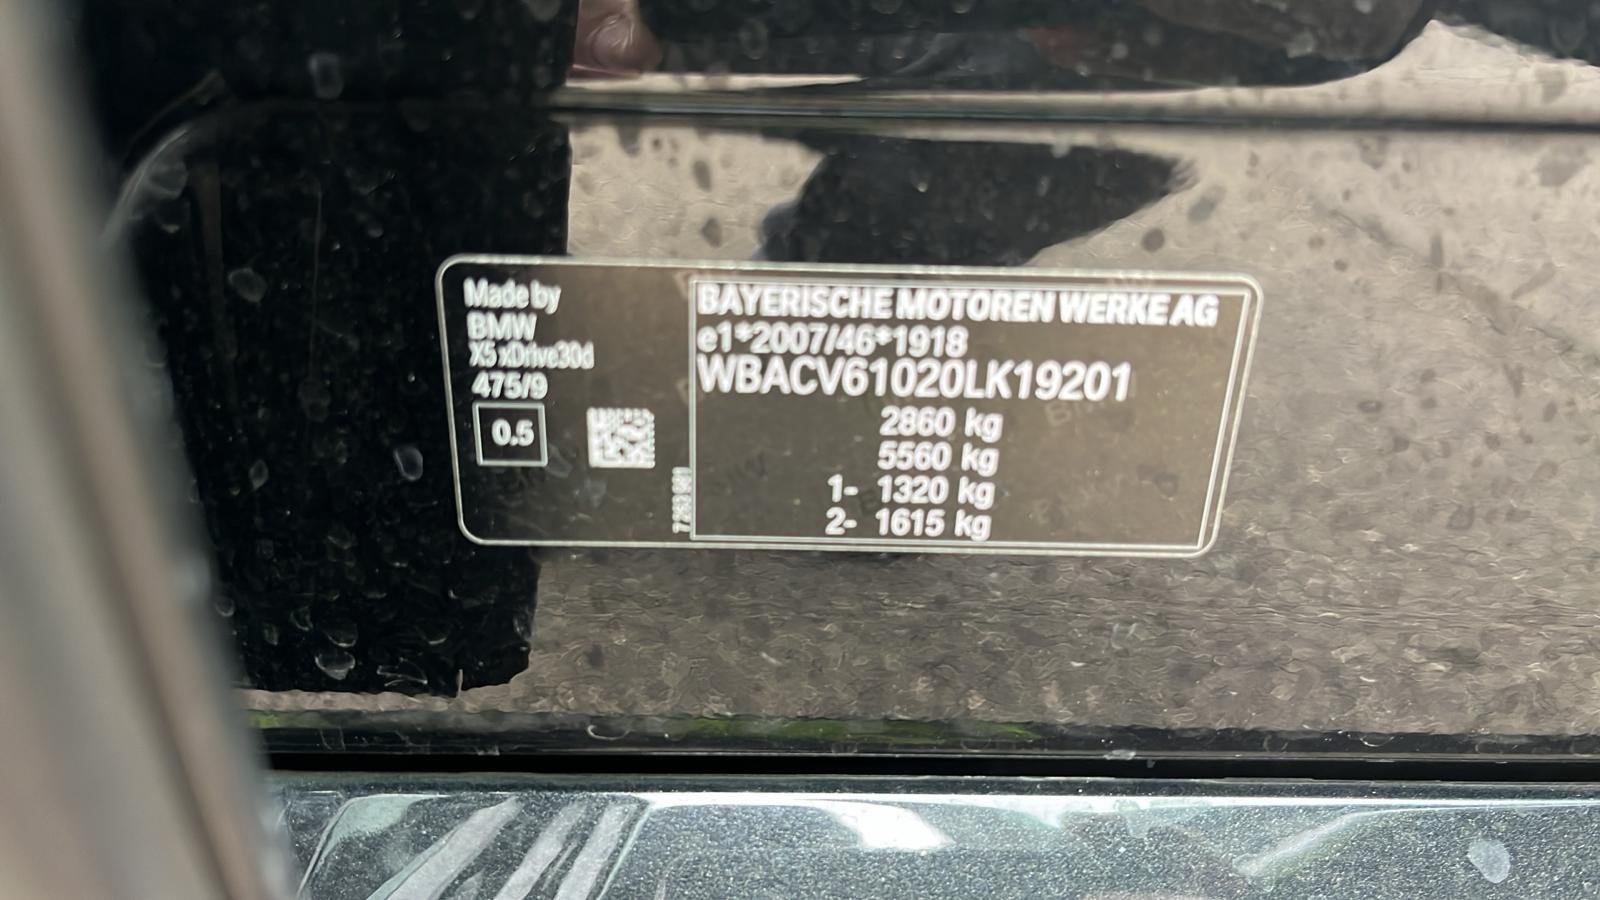 Made by
BMW
X5 xDrive30d
475/9
0.5
BAYERISCHE MOTOREN WERKE AG
e1*2007/46*1918
WBACV61020LK19201
2860 kg
5560 kg
1- 1320 kg
2- 1615 kg